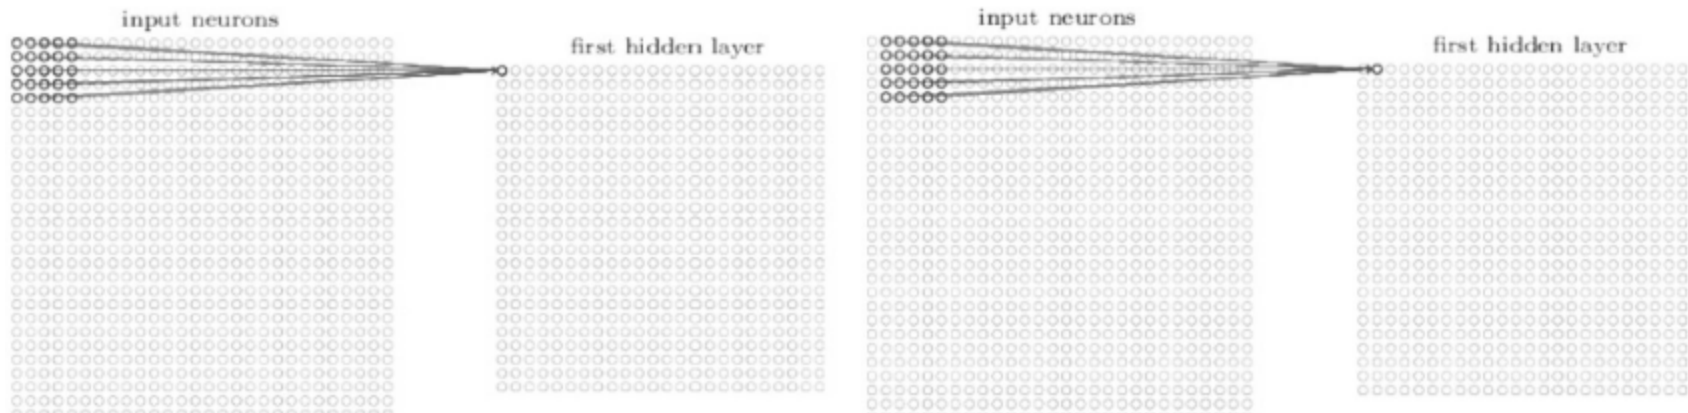 input neurons
first hidden layer
input neurons
first hidden layer